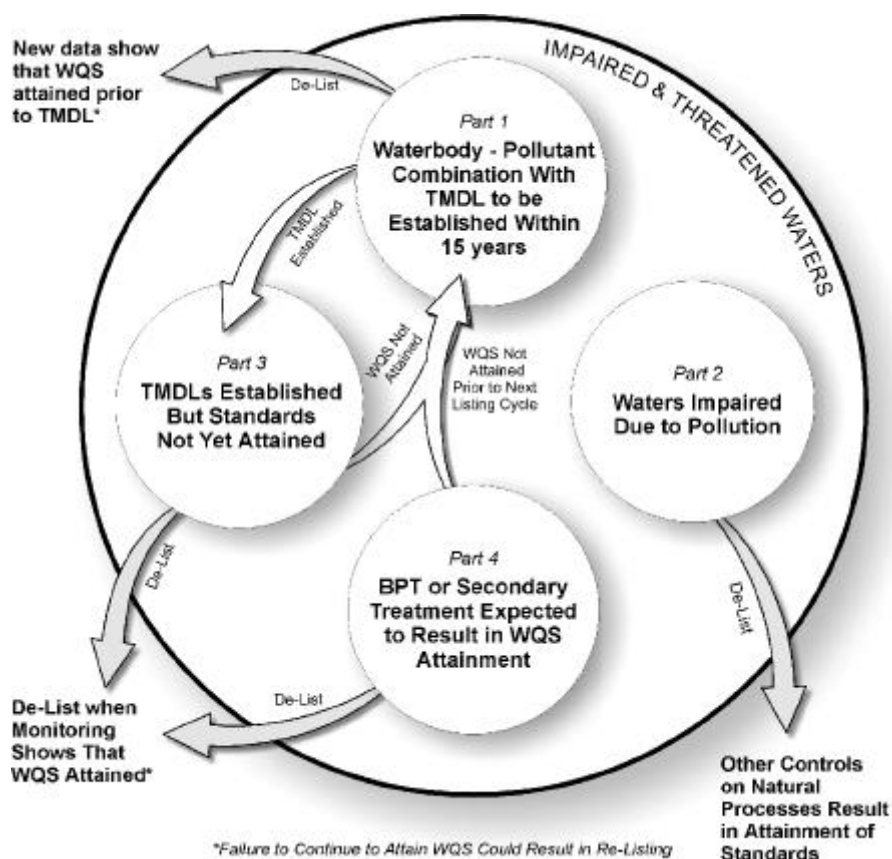 New data show
that WQS
attained prior
to TMDL*
De-List
IMPAIRED & THREATENED WATERS
Part 1
Waterbody - Pollutant
Combination With
TMDL to be
Established Within
15 years
TMDL
Established
WQS Not
Attained
WQS Not
Attained
Prior to Next
Listing Cycle
Part 3
TMDLs Established
But Standards
Not Yet Attained
Part 2
Waters Impaired
Due to Pollution
De-List
Part 4
BPT or Secondary
Treatment Expected
to Result in WQS
Attainment
De-List
De-List
De-List when
Monitoring
Shows That
WQS Attained*
Other Controls
on Natural
Processes Result
in Attainment of
Standards
*Failure to Continue to Attain WQS Could Result in Re-Listing